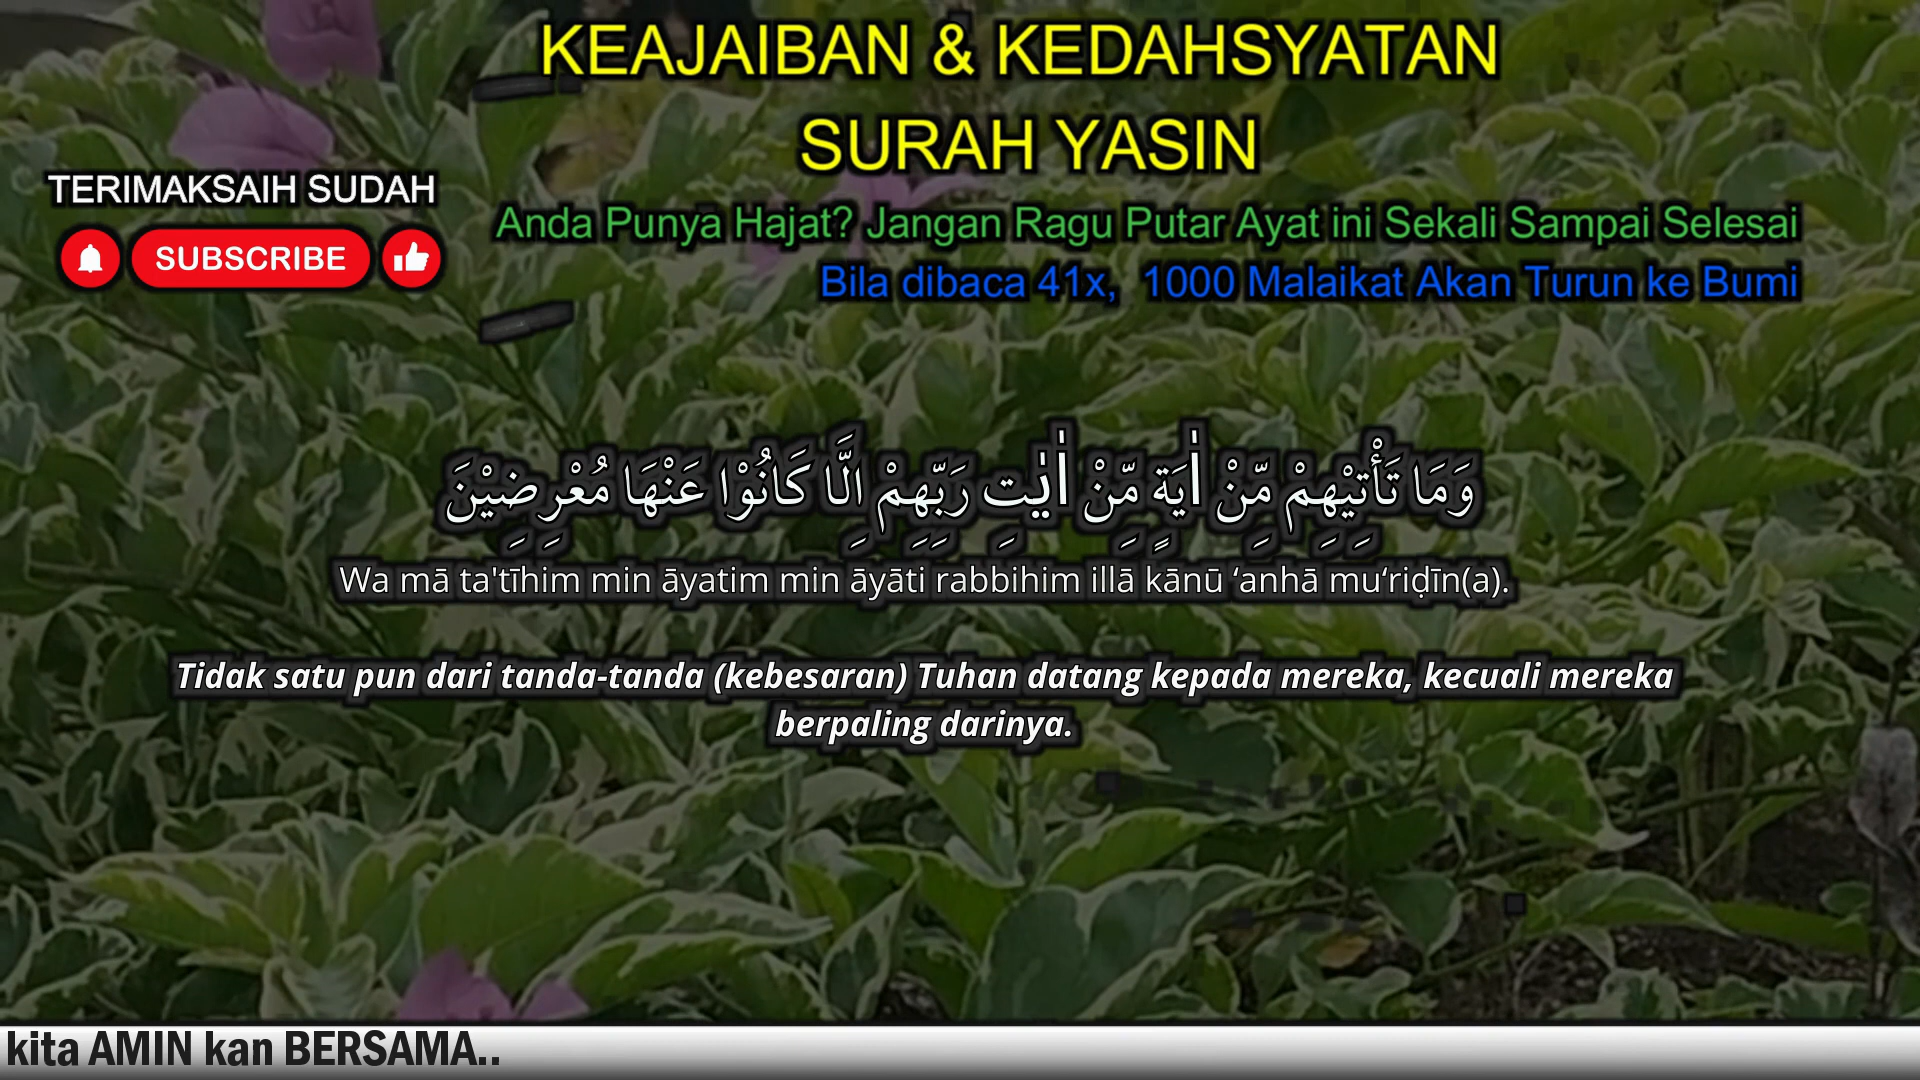 KEAJAIBAN & KEDAHSYATAN
SURAH YASIN
TERIMAKSAIH SUDAH
SUBSCRIBE
Anda Punya Hajat? Jangan Ragu Putar Ayat ini Sekali Sampai Selesai
Bila dibaca 41x, 1000 Malaikat Akan Turun ke Bumi
وَمَا تَأْتِيْهِمْ مِّنْ اٰيَةٍ مِّنْ اٰيٰتِ رَبِّهِمْ اِلَّا كَانُوْا عَنْهَا مُعْرِضِيْنَ
Wa mā ta'tīhim min āyatim min āyāti rabbihim illā kānū ‘anhā mu‘riḍīn(a).
Tidak satu pun dari tanda-tanda (kebesaran) Tuhan datang kepada mereka, kecuali mereka
berpaling darinya.
kita AMIN kan BERSAMA..